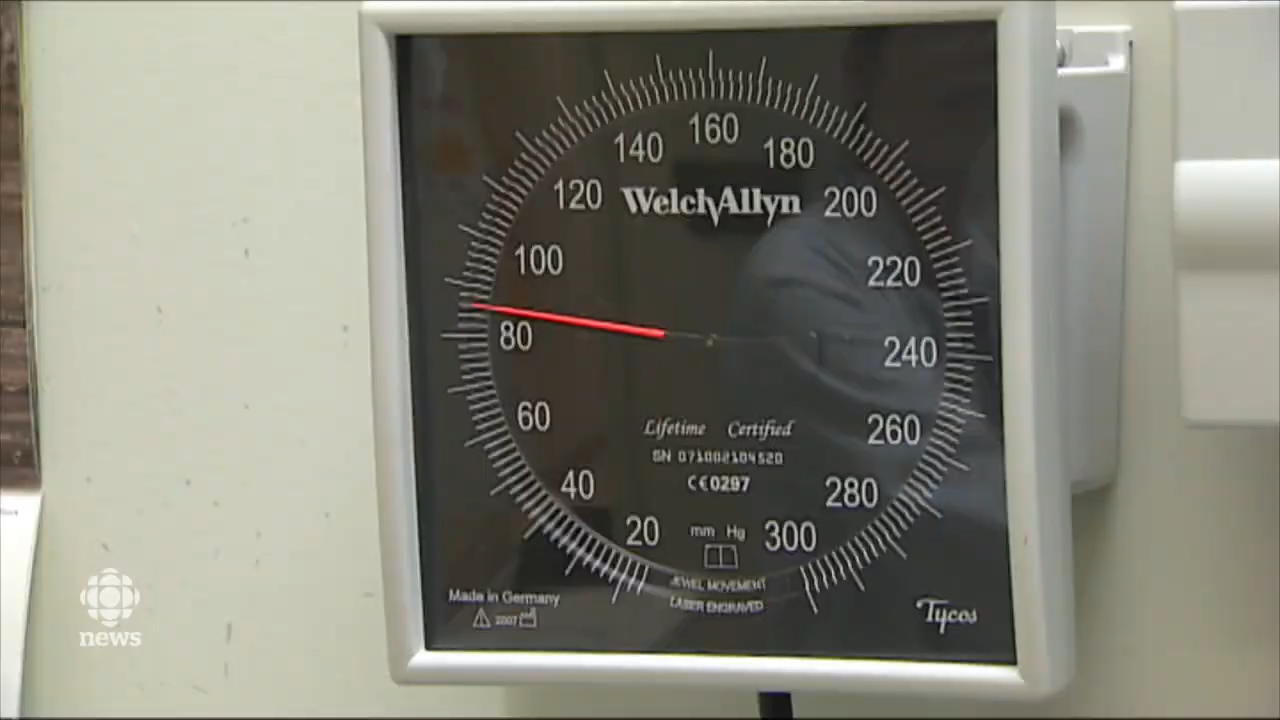 160
140
180
120
WelchAllyn
200
100
220
80
240
60
Lifetime Certified
260
SN 071002104520
40
CE0297
280
20
mm Hg
300
JEWEL MOVEMENT
LASER ENGRAVED
Made in Germany
2007
Tycos
news